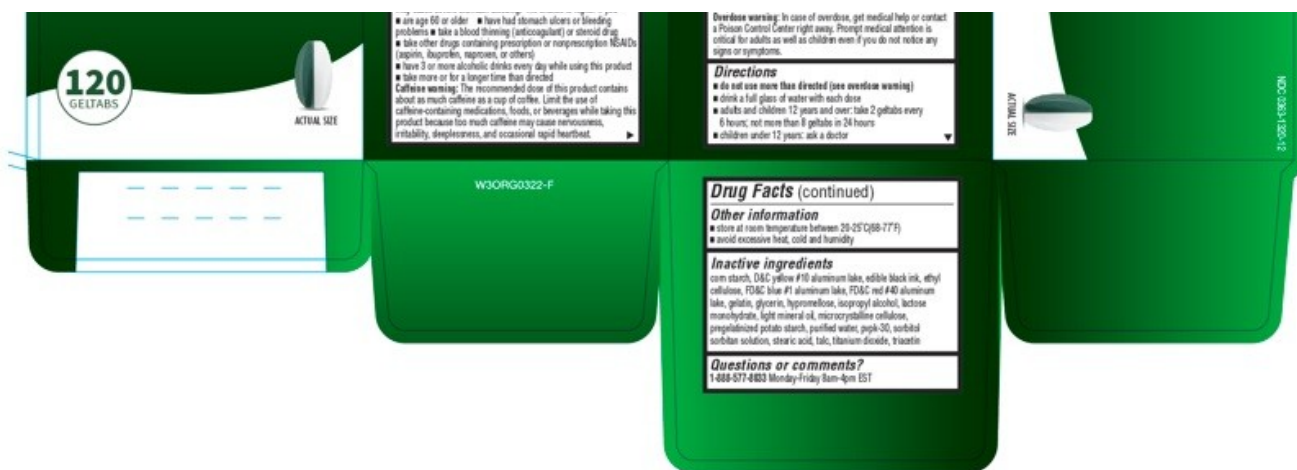 120
GELTABS
ACTUAL SIZE
■ are age 60 or older ■ have had stomach ulcers or bleeding
problems ■ take a blood thinning (anticoagulant) or steroid drug
■ take other drugs containing prescription or nonprescription NSAIDs
(aspirin, ibuprofen, naproxen, or others)
■ have 3 or more alcoholic drinks every day while using this product
■ take more or for a longer time than directed
Caffeine warning: The recommended dose of this product contains
about as much caffeine as a cup of coffee. Limit the use of
caffeine-containing medications, foods, or beverages while taking this
product because too much caffeine may cause nervousness,
irritability, sleeplessness, and occasional rapid heartbeat.
Overdose warning: In case of overdose, get medical help or contact
a Poison Control Center right away. Prompt medical attention is
critical for adults as well as children even if you do not notice any
signs or symptoms.
Directions
■ do not use more than directed (see overdose warning)
■ drink a full glass of water with each dose
■ adults and children 12 years and over: take 2 geltabs every
6 hours; not more than 8 geltabs in 24 hours
■ children under 12 years: ask a doctor
ACTUAL SIZE
NDC 0363-1320-12
W3ORG0322-F
Drug Facts (continued)
Other information
■ store at room temperature between 20-25°C(68-77°F)
■ avoid excessive heat, cold and humidity
Inactive ingredients
corn starch, D&C yellow #10 aluminum lake, edible black ink, ethyl
cellulose, FD&C blue #1 aluminum lake, FD&C red #40 aluminum
lake, gelatin, glycerin, hypromellose, isopropyl alcohol, lactose
monohydrate, light mineral oil, microcrystalline cellulose,
pregelatinized potato starch, purified water, pvpk-30, sorbitol
sorbitan solution, stearic acid, talc, titanium dioxide, triacetin
Questions or comments?
1-888-577-8033 Monday-Friday 8am-4pm EST